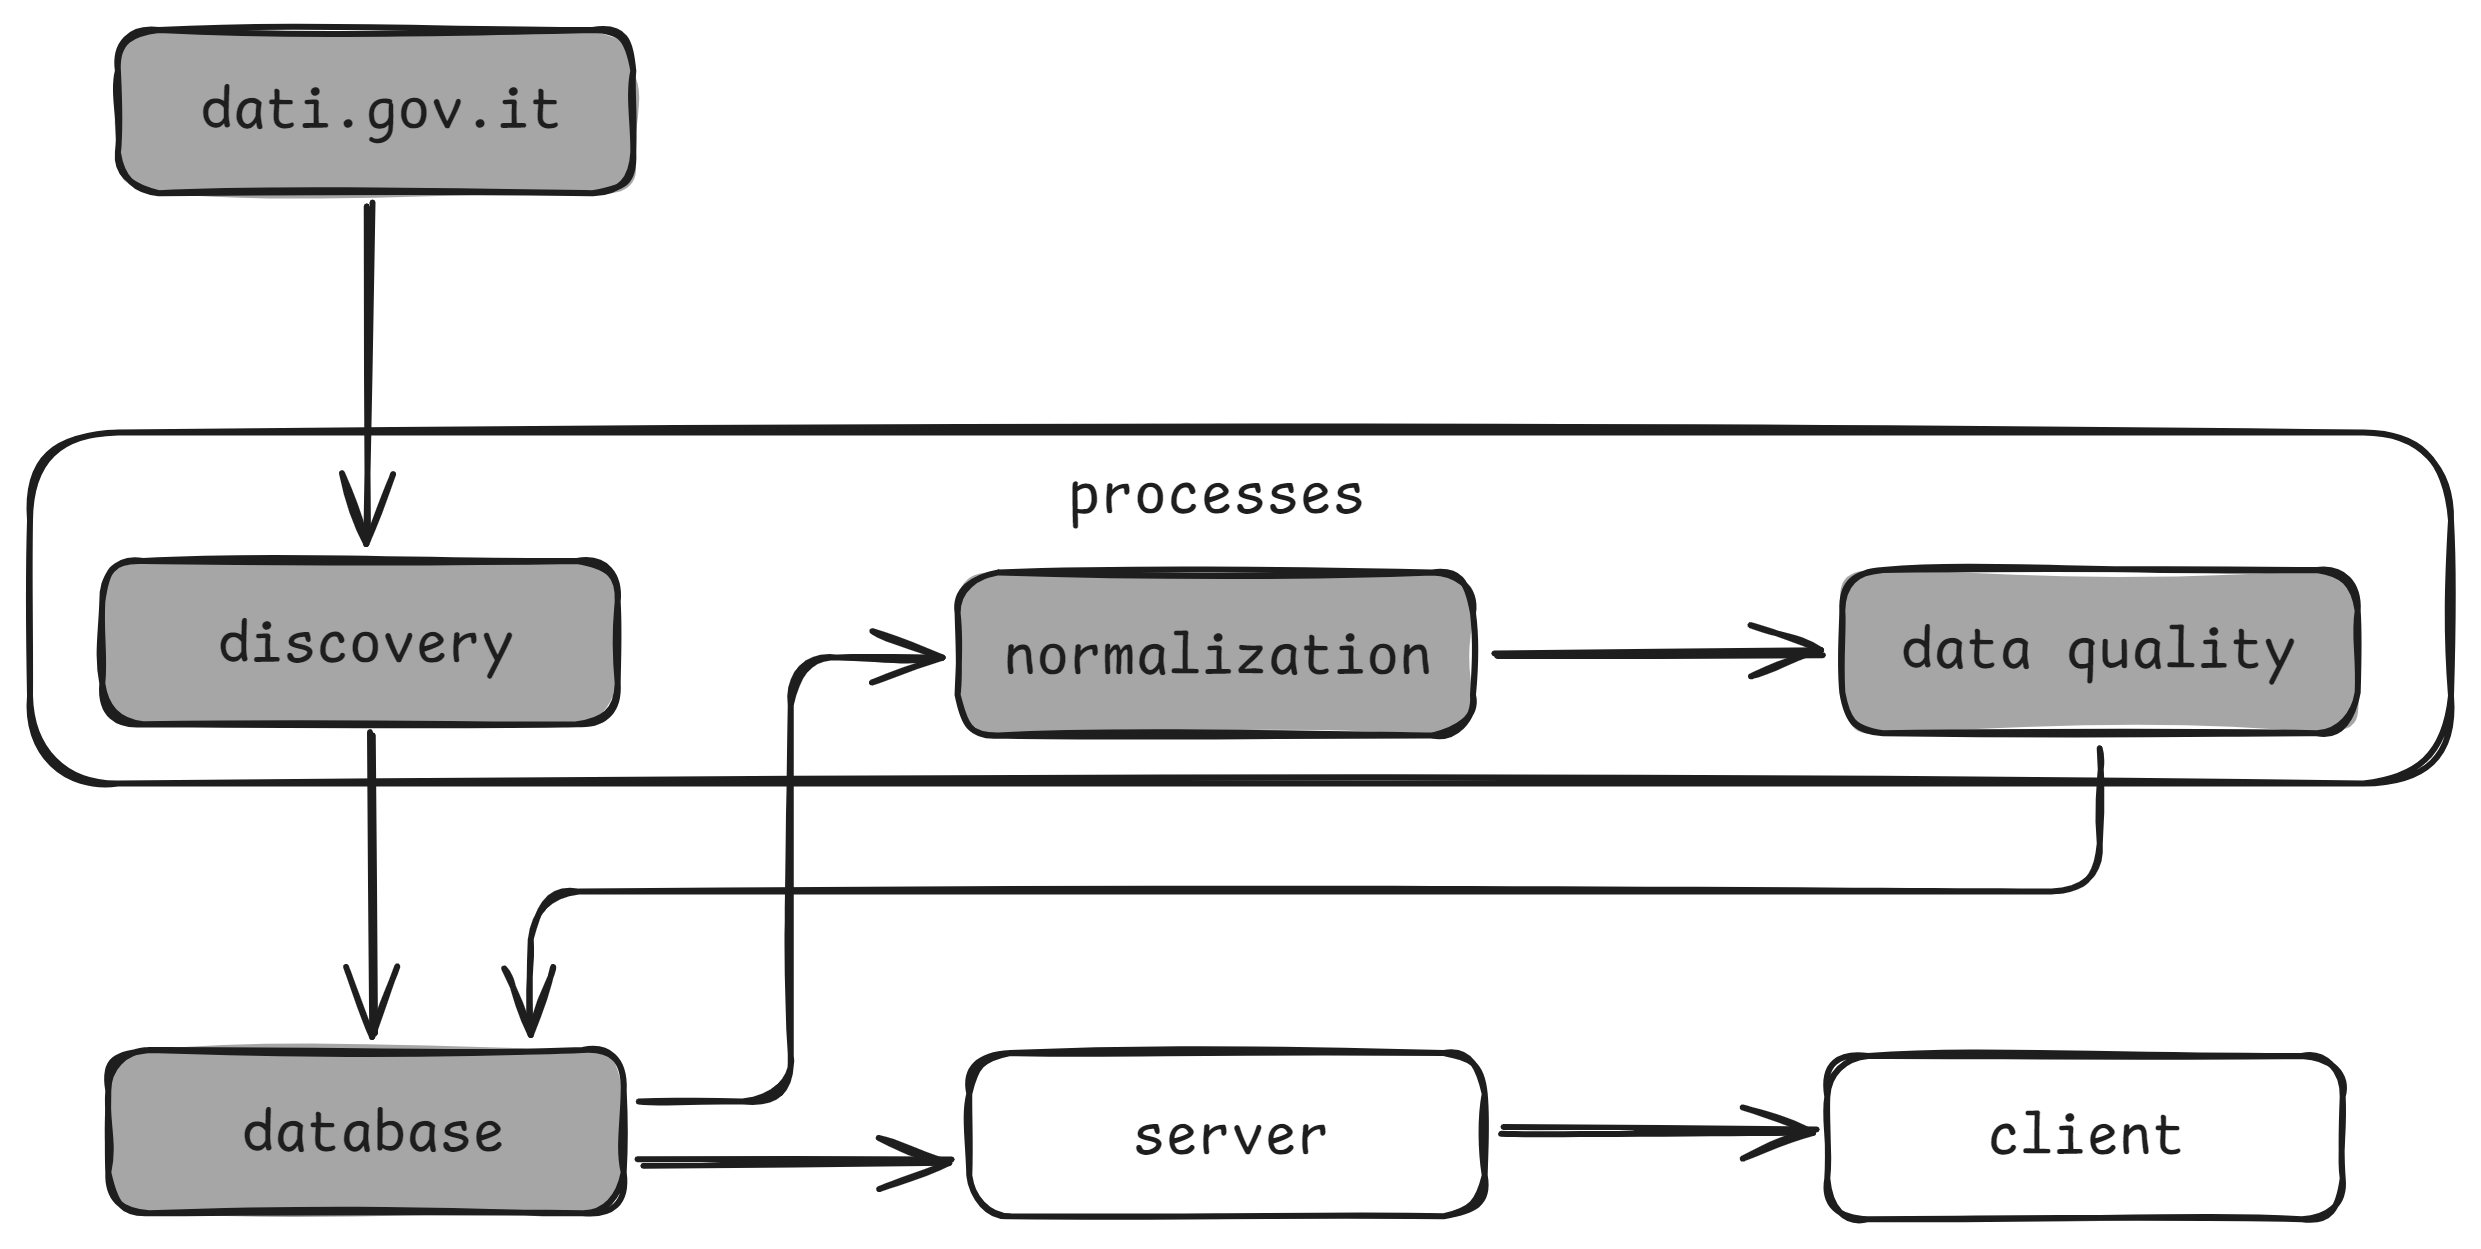 dati.gov.it
processes
discovery
normalization
data quality
database
server
client